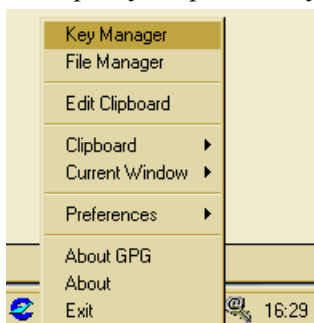 Key Manager
File Manager
Edit Clipboard
Clipboard
Current Window
Preferences
About GPG
About
Exit
16:29